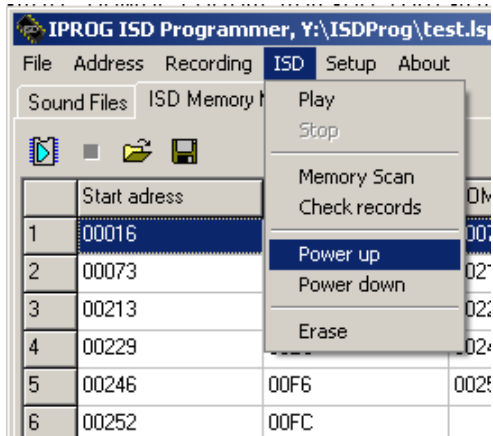 IPROG ISD Programmer, Y:\ISDProg\test.lsp
File Address Recording ISD Setup About
Sound Files ISD Memory
Play
Stop
Memory Scan
Check records
Power up
Power down
Erase
Start adress
1 00016
2 00073
3 00213
4 00229
5 00246 00F6 0025
6 00252 00FC